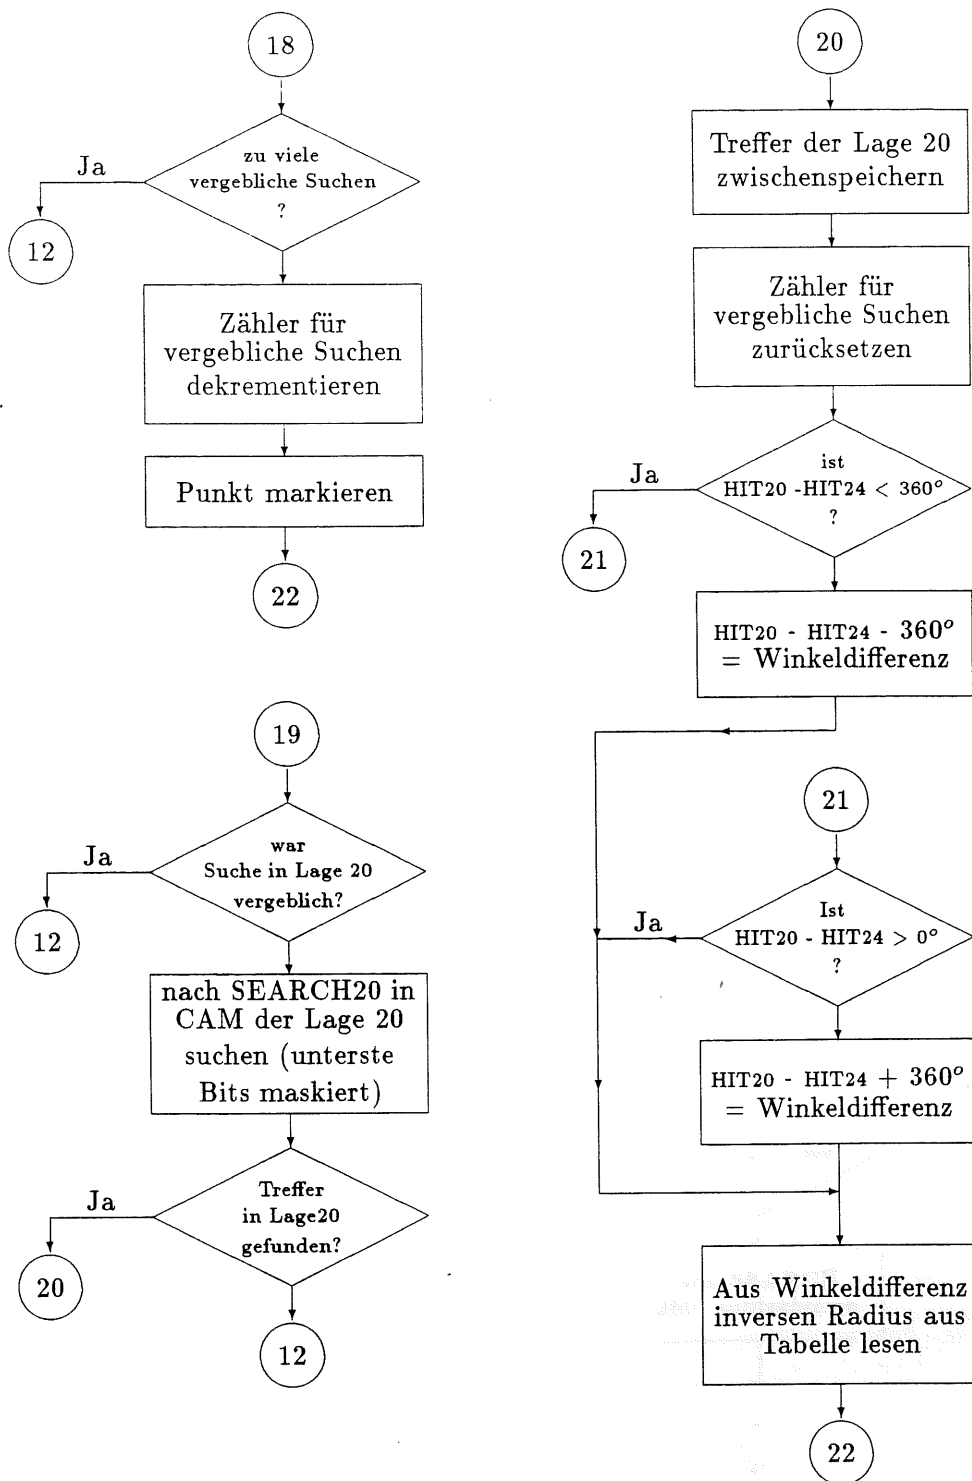 18
Ja
zu viele
vergebliche Suchen
?
12
Zähler für
vergebliche Suchen
dekrementieren
Punkt markieren
22
19
Ja
war
Suche in Lage 20
vergeblich?
12
nach SEARCH20 in
CAM der Lage 20
suchen (unterste
Bits maskiert)
Ja
Treffer
in Lage20
gefunden?
20
12
20
Treffer der Lage 20
zwischenspeichern
Zähler für
vergebliche Suchen
zurücksetzen
Ja
ist
HIT20 -HIT24 < 360°
?
21
HIT20 - HIT24 - 360°
= Winkeldifferenz
21
Ja
Ist
HIT20 - HIT24 > 0°
?
HIT20 - HIT24 + 360°
= Winkeldifferenz
Aus Winkeldifferenz
inversen Radius aus
Tabelle lesen
22